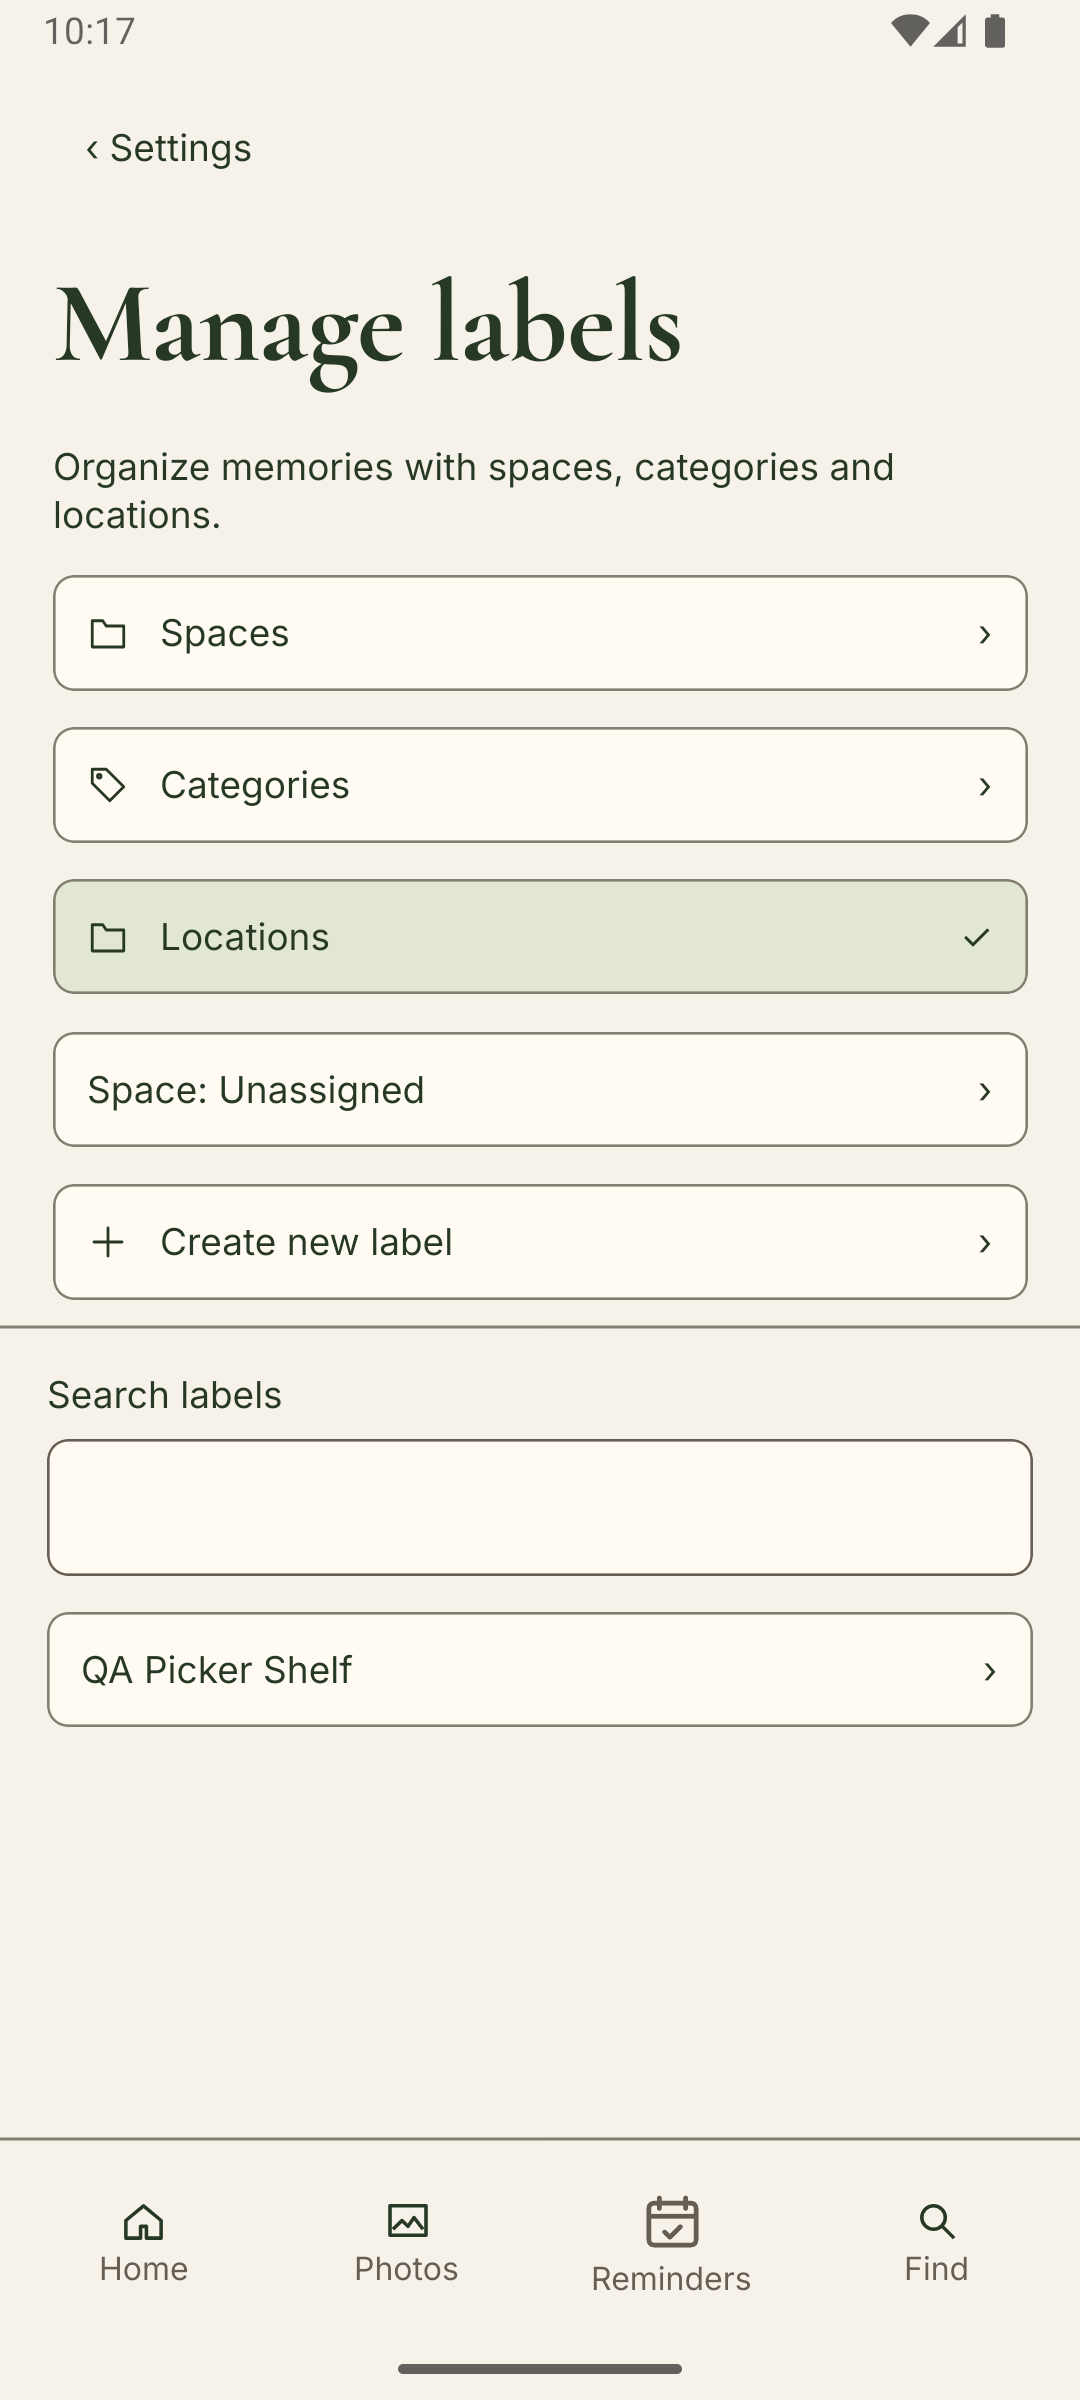 10:17
‹ Settings
Manage labels
Organize memories with spaces, categories and
locations.
Spaces ›
Categories ›
Locations
Space: Unassigned ›
Create new label ›
Search labels
QA Picker Shelf ›
Home Photos Reminders Find